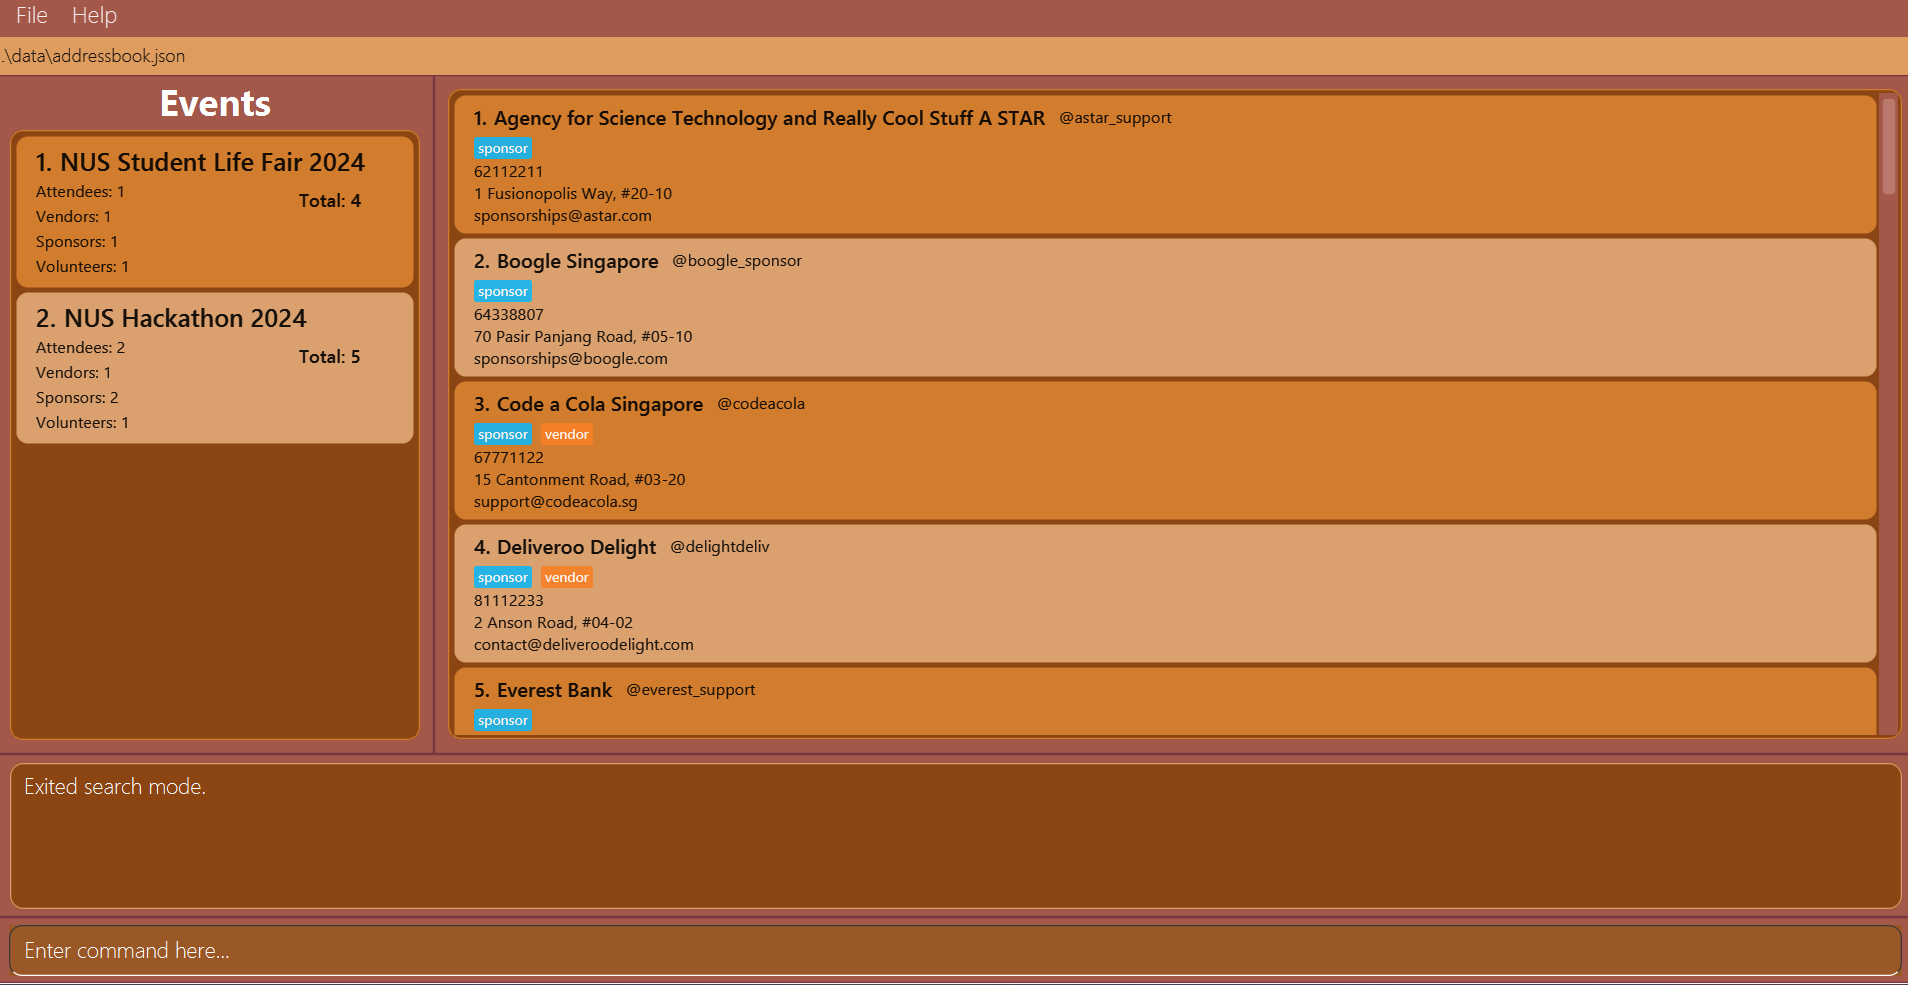 File Help
.\data\addressbook.json
Events
1. NUS Student Life Fair 2024
Attendees: 1
Total: 4
Vendors: 1
Sponsors: 1
Volunteers: 1
2. NUS Hackathon 2024
Attendees: 2
Total: 5
Vendors: 1
Sponsors: 2
Volunteers: 1
1. Agency for Science Technology and Really Cool Stuff A STAR @astar_support
sponsor
62112211
1 Fusionopolis Way, #20-10
sponsorships@astar.com
2. Boogle Singapore @boogle_sponsor
sponsor
64338807
70 Pasir Panjang Road, #05-10
sponsorships@boogle.com
3. Code a Cola Singapore @codeacola
sponsor vendor
67771122
15 Cantonment Road, #03-20
support@codeacola.sg
4. Deliveroo Delight @delightdeliv
sponsor vendor
81112233
2 Anson Road, #04-02
contact@deliveroodelight.com
5. Everest Bank @everest_support
sponsor
Exited search mode.
Enter command here...